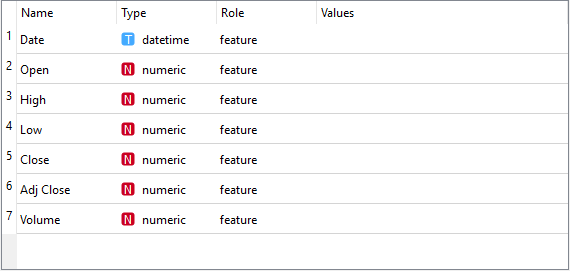 Name Type Role Values
1 Date T datetime feature
2 Open N numeric feature
3 High N numeric feature
4 Low N numeric feature
5 Close N numeric feature
6 Adj Close N numeric feature
7 Volume N numeric feature